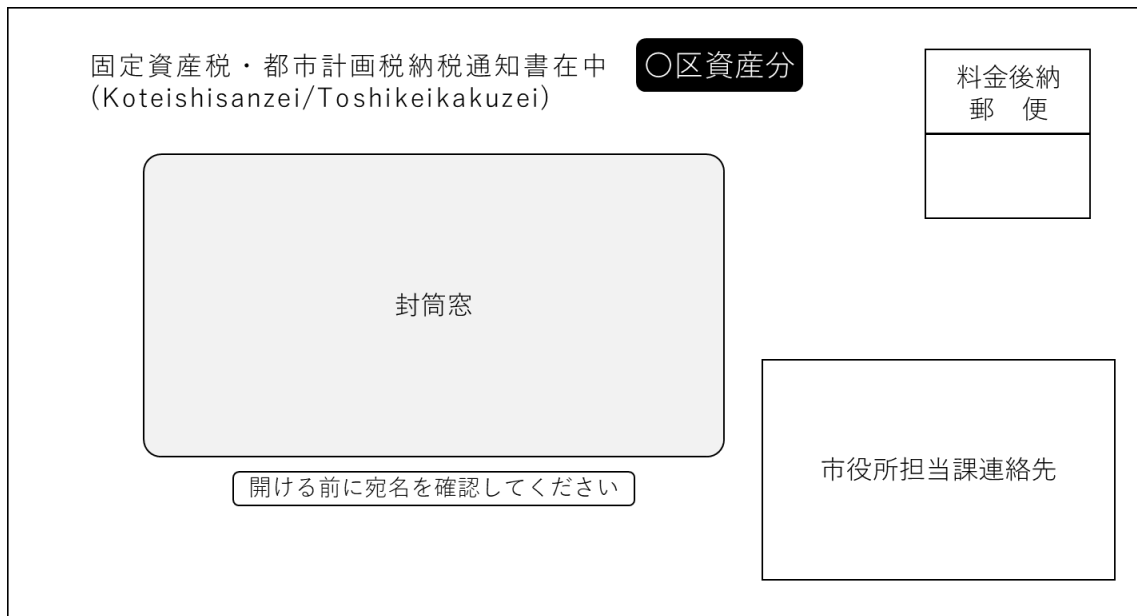 固定資産税・都市計画税納税通知書在中
(Koteishisanzei/Toshikeikakuzei)
〇区資産分
料金後納
郵　便
封筒窓
開ける前に宛名を確認してください
市役所担当課連絡先